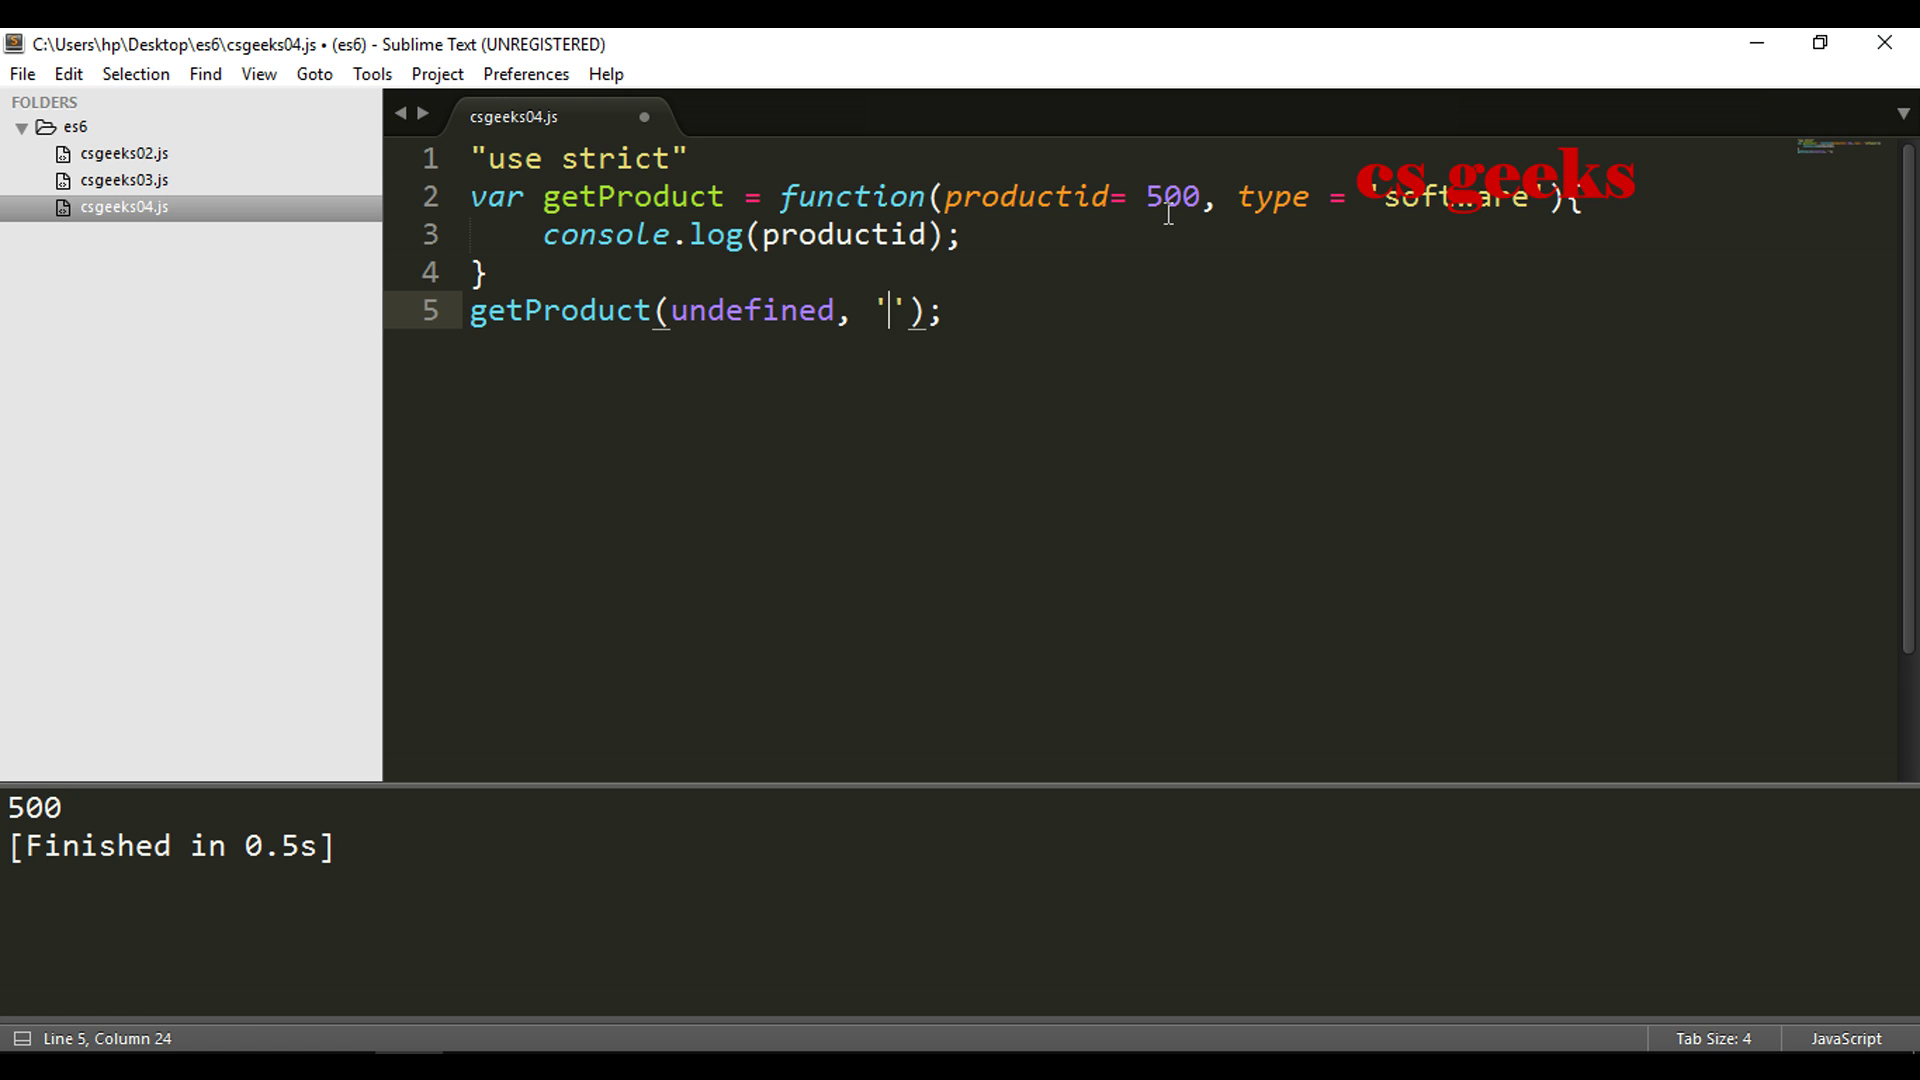 C:\Users\hp\Desktop\es6\csgeeks04.js • (es6) - Sublime Text (UNREGISTERED)
File Edit Selection Find View Goto Tools Project Preferences Help
FOLDERS
es6
csgeeks02.js
csgeeks03.js
csgeeks04.js
csgeeks04.js
cs geeks
1 "use strict"
2 var getProduct = function(productid= 500, type = 'software'){
3 console.log(productid);
4 }
5 getProduct(undefined, '');
500
[Finished in 0.5s]
Line 5, Column 24
Tab Size: 4
JavaScript